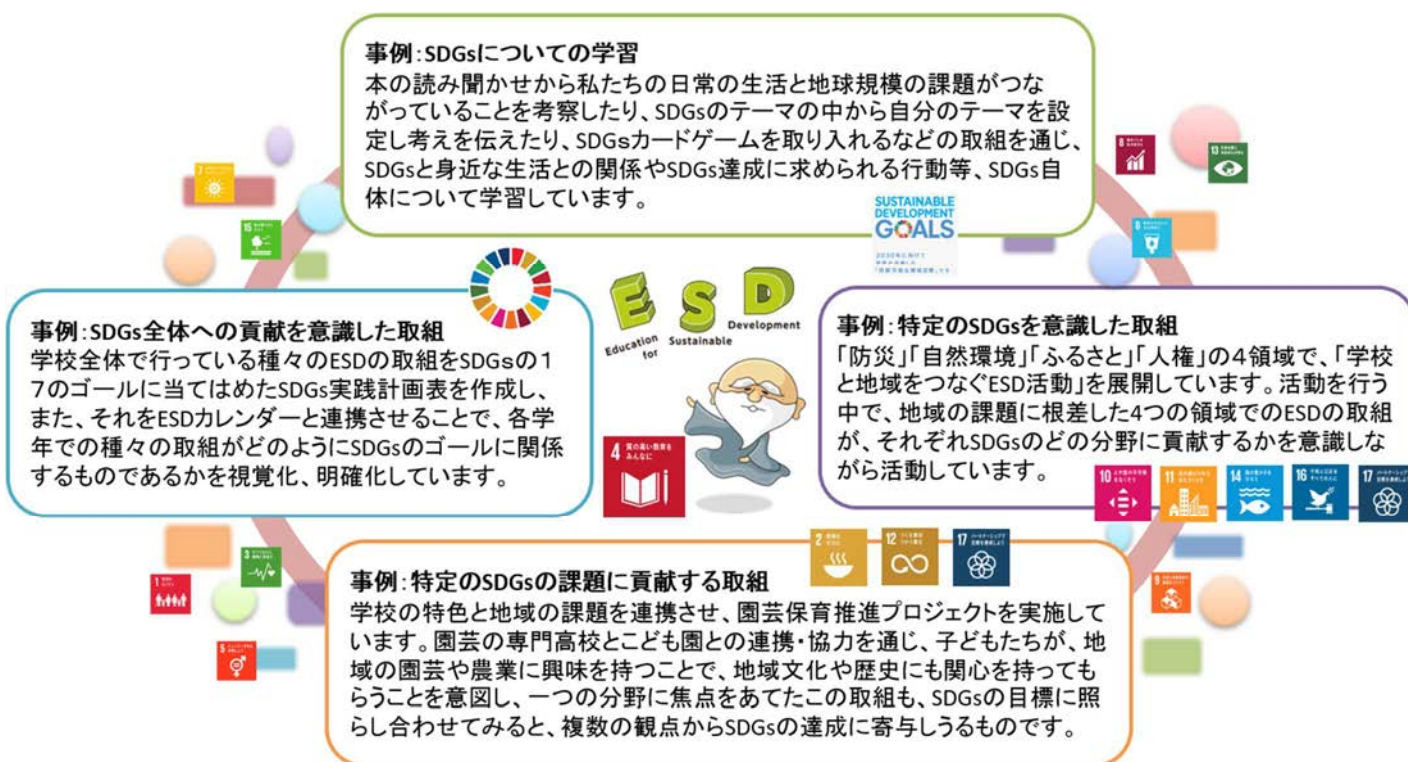 事例：SDGsについての学習
本の読み聞かせから私たちの日常の生活と地球規模の課題がつな
がっていることを考察したり、SDGsのテーマの中から自分のテーマを設
定し考えを伝えたり、SDGsカードゲームを取り入れるなどの取組を通じ、
SDGsと身近な生活との関係やSDGs達成に求められる行動等、SDGs自
体について学習しています。
SUSTAINABLE
DEVELOPMENT
GOALS
7
15
8
13
6
事例：SDGs全体への貢献を意識した取組
学校全体で行っている種々のESDの取組をSDGsの1
7のゴールに当てはめたSDGs実践計画表を作成し、
また、それをESDカレンダーと連携させることで、各学
年での種々の取組がどのようにSDGsのゴールに関係
するものであるかを視覚化、明確化しています。
ESD
Education for Sustainable Development
4 質の高い教育を
みんなに
事例：特定のSDGsを意識した取組
「防災」「自然環境」「ふるさと」「人権」の４領域で、「学校
と地域をつなぐESD活動」を展開しています。活動を行う
中で、地域の課題に根差した4つの領域でのESDの取組
が、それぞれSDGsのどの分野に貢献するかを意識しな
がら活動しています。
10
11
14
16
17
3
1
5
9
2
12
17
事例：特定のSDGsの課題に貢献する取組
学校の特色と地域の課題を連携させ、園芸保育推進プロジェクトを実施して
います。園芸の専門高校とこども園との連携・協力を通じ、子どもたちが、地
域の園芸や農業に興味を持つことで、地域文化や歴史にも関心を持っても
らうことを意図し、一つの分野に焦点をあてたこの取組も、SDGsの目標に照
らし合わせてみると、複数の観点からSDGsの達成に寄与しうるものです。